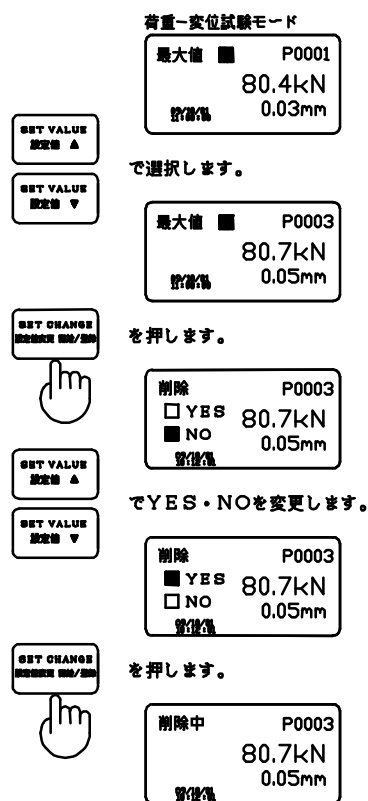 荷重−変位試験モード
最大値 ■ P0001
80.4kN
0.03mm
SET VALUE
設定値 ▲
SET VALUE
設定値 ▼
で選択します。
最大値 ■ P0003
80.7kN
0.05mm
SET CHANGE
を押します。
削除 P0003
□ YES
80.7kN
■ NO
0.05mm
SET VALUE
設定値 ▲
SET VALUE
設定値 ▼
でYES・NOを変更します。
削除 P0003
■ YES
80.7kN
□ NO
0.05mm
SET CHANGE
を押します。
削除中 P0003
80.7kN
0.05mm